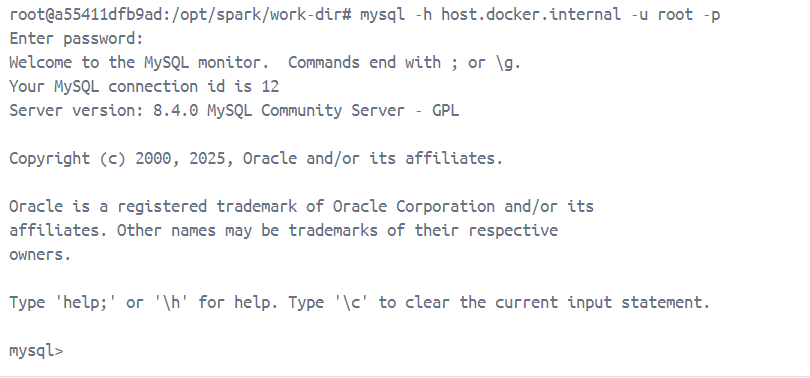 root@a55411dfb9ad:/opt/spark/work-dir# mysql -h host.docker.internal -u root -p
Enter password:
Welcome to the MySQL monitor.  Commands end with ; or \g.
Your MySQL connection id is 12
Server version: 8.4.0 MySQL Community Server - GPL

Copyright (c) 2000, 2025, Oracle and/or its affiliates.

Oracle is a registered trademark of Oracle Corporation and/or its
affiliates. Other names may be trademarks of their respective
owners.

Type 'help;' or '\h' for help. Type '\c' to clear the current input statement.

mysql>